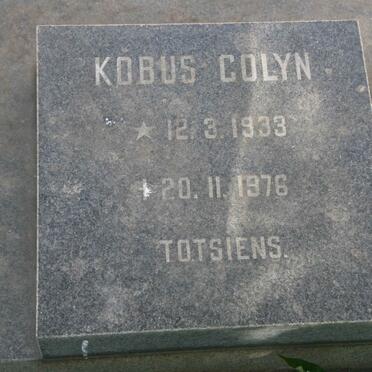 KOBUS COLYN
★ 12.3.1933
✝ 20.11.1976
TOTSIENS.